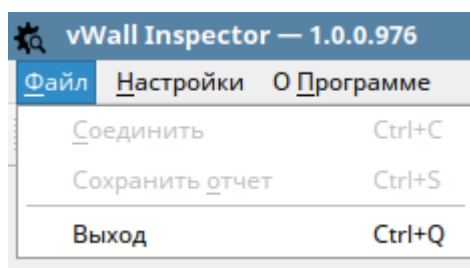 vWall Inspector — 1.0.0.976
Файл Настройки О Программе
Соединить Ctrl+C
Сохранить отчет Ctrl+S
Выход Ctrl+Q